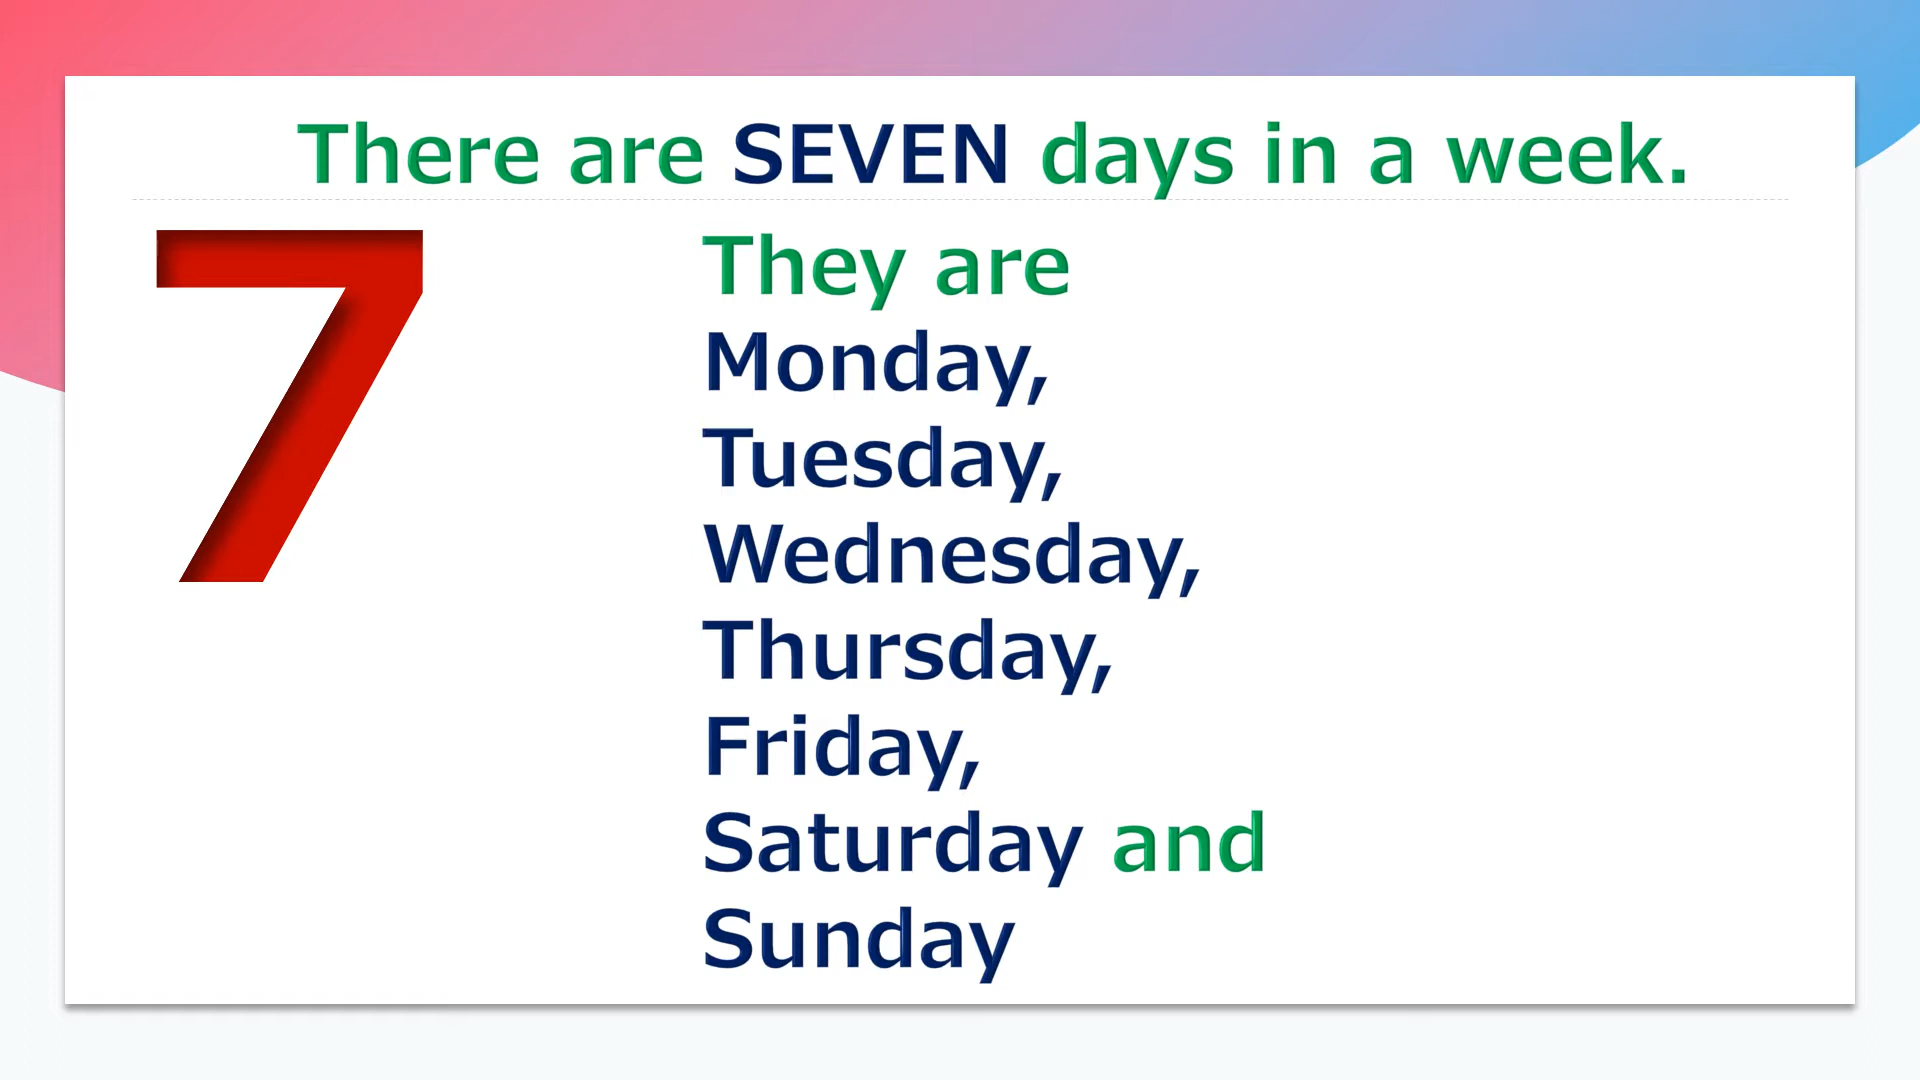 There are SEVEN days in a week.
7
They are
Monday,
Tuesday,
Wednesday,
Thursday,
Friday,
Saturday and
Sunday